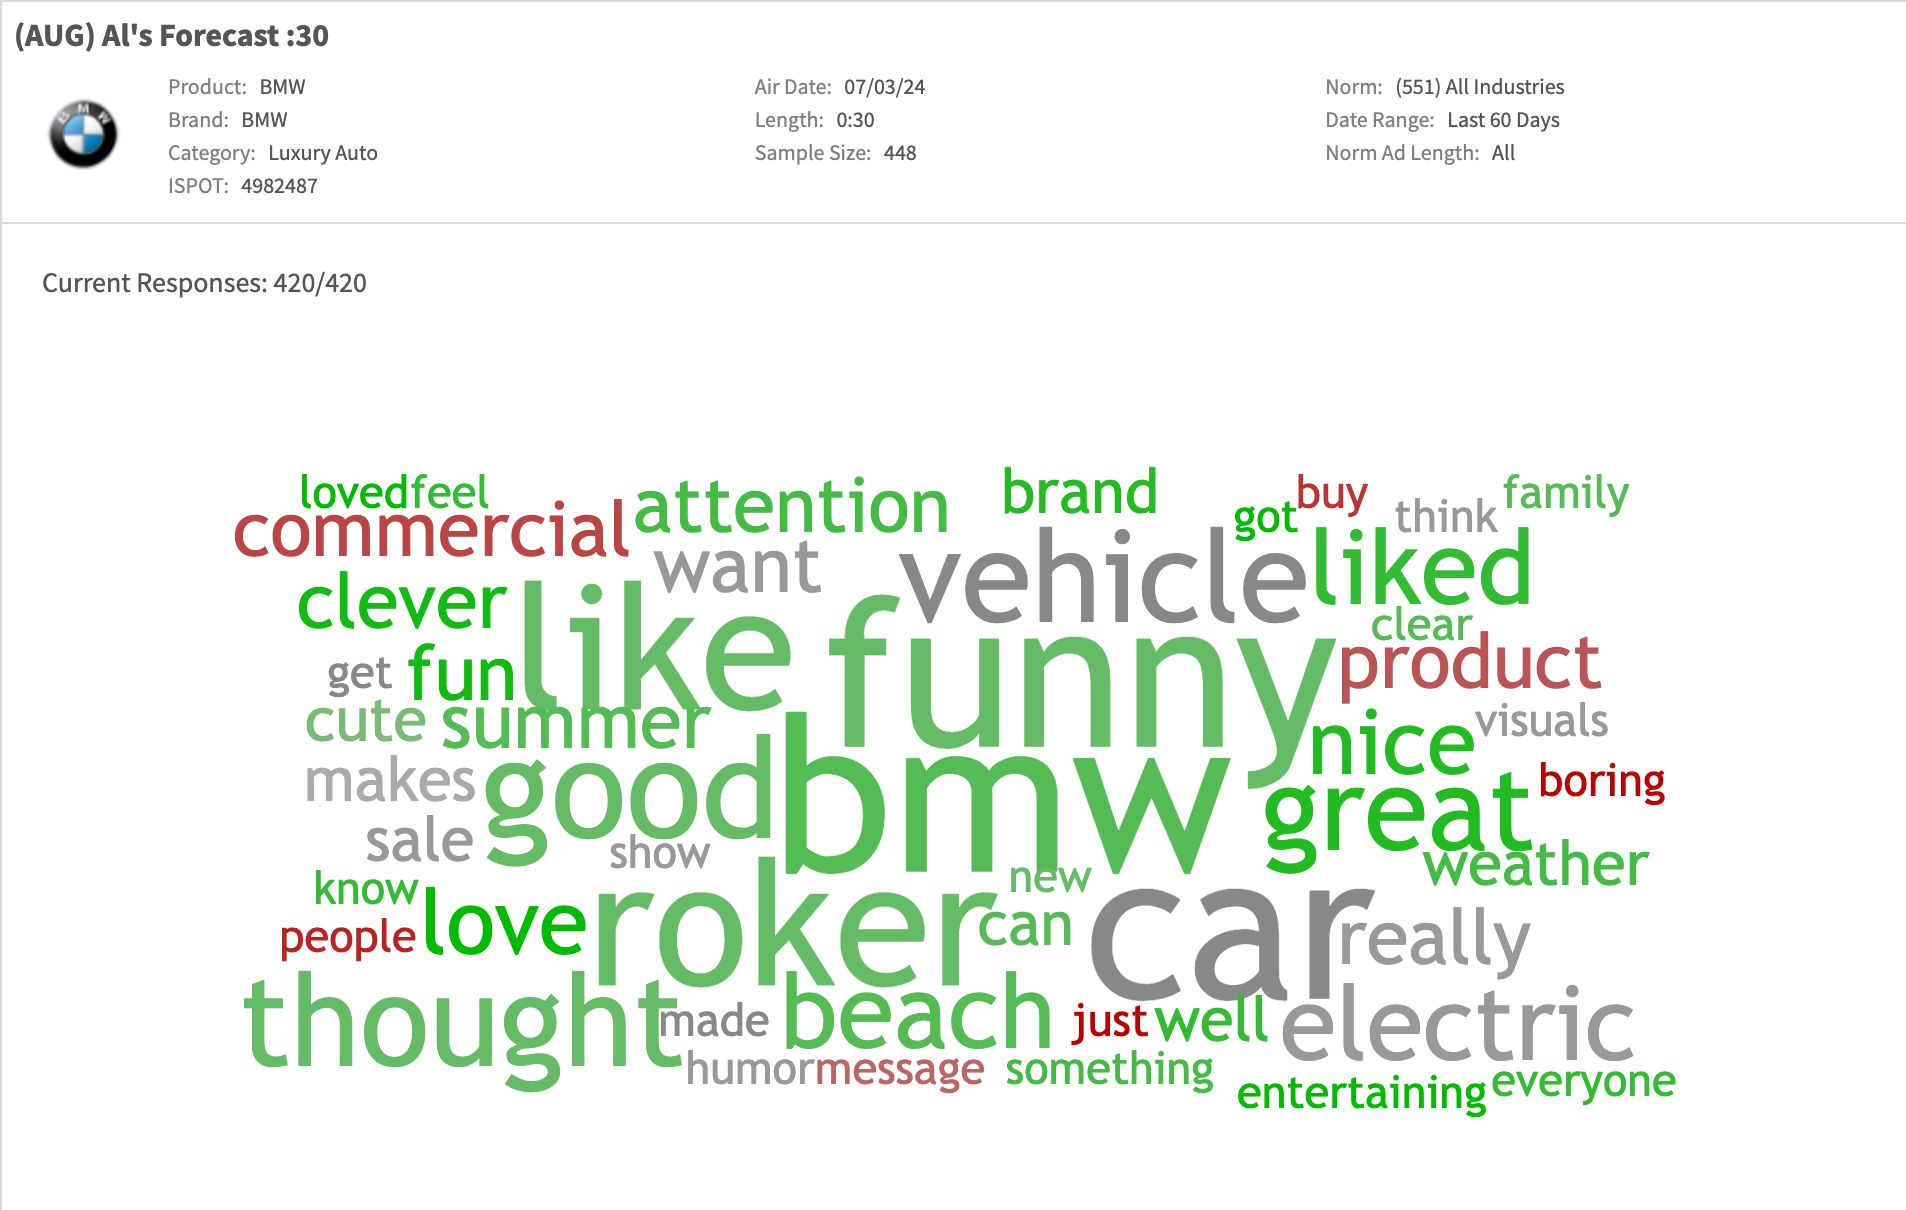 (AUG) Al's Forecast :30
Product: BMW
Brand: BMW
Category: Luxury Auto
ISPOT: 4982487
Air Date: 07/03/24
Length: 0:30
Sample Size: 448
Norm: (551) All Industries
Date Range: Last 60 Days
Norm Ad Length: All
BMW
Current Responses: 420/420
loved feel attention brand got buy think family
commercial want vehicle liked
clever like funny clear
get fun product
cute summer nice visuals
makes good bmw great boring
sale show weather
know love roker new can car really
people
thought made beach just well electric
humor message something entertaining everyone